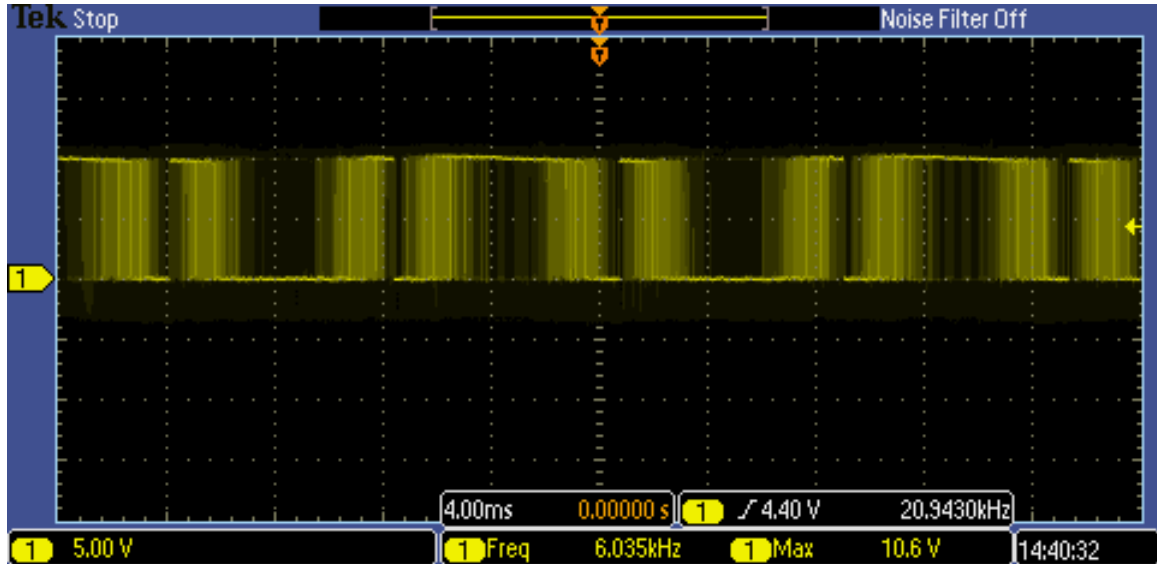 Tek Stop Noise Filter Off
T
T
1
4.00ms 0.00000 s 1 4.40 V 20.9430kHz
1 5.00 V 1 Freq 6.035kHz 1 Max 10.6 V 14:40:32